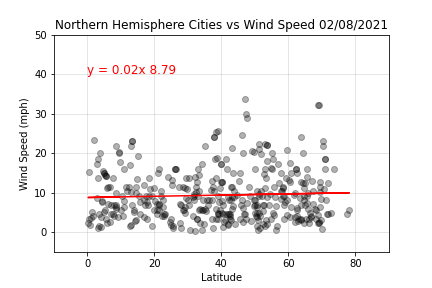 Northern Hemisphere Cities vs Wind Speed 02/08/2021
50
y = 0.02x 8.79
40
30
20
10
0
Wind Speed (mph)
0 20 40 60 80
Latitude